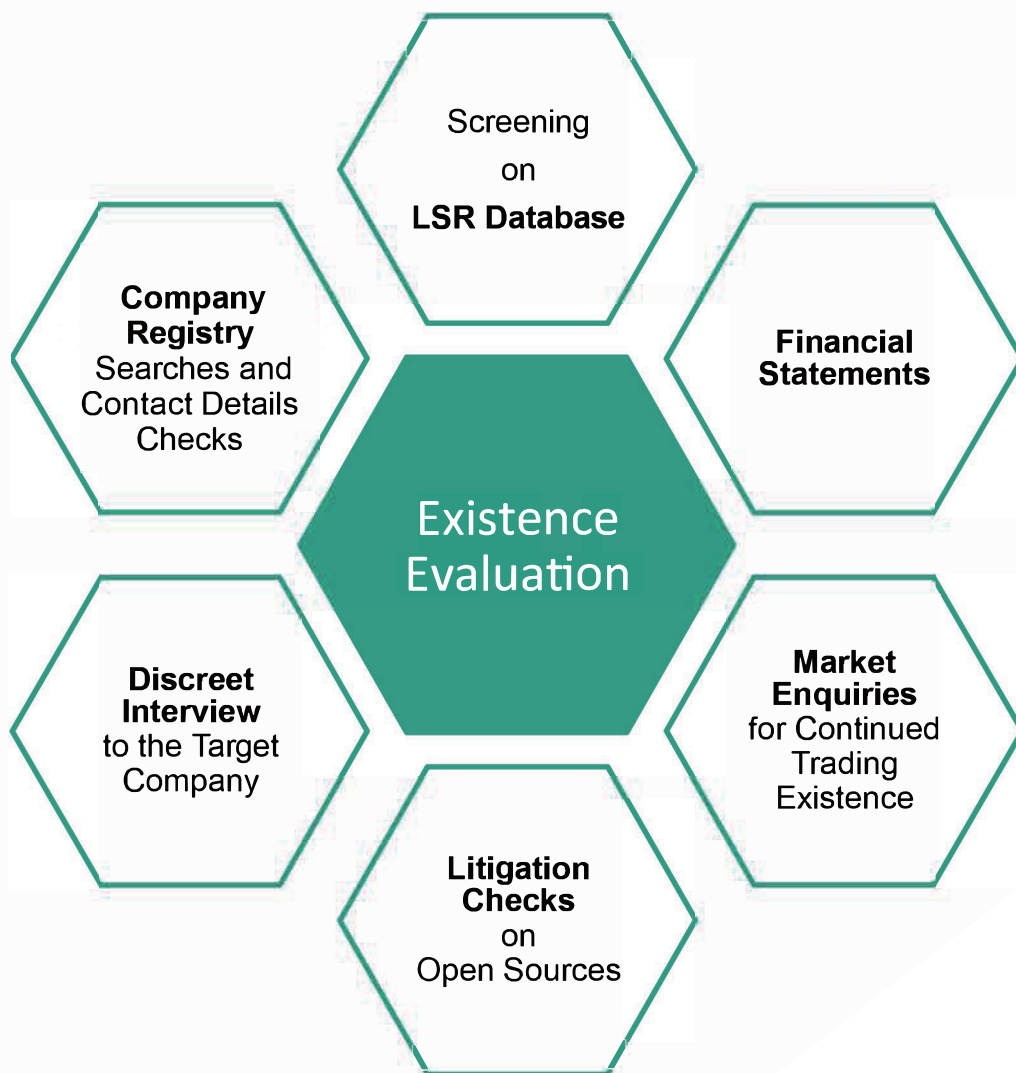 Screening
on
LSR Database
Company
Registry
Searches and
Contact Details
Checks
Financial
Statements
Existence
Evaluation
Discreet
Interview
to the Target
Company
Market
Enquiries
for Continued
Trading
Existence
Litigation
Checks
on
Open Sources